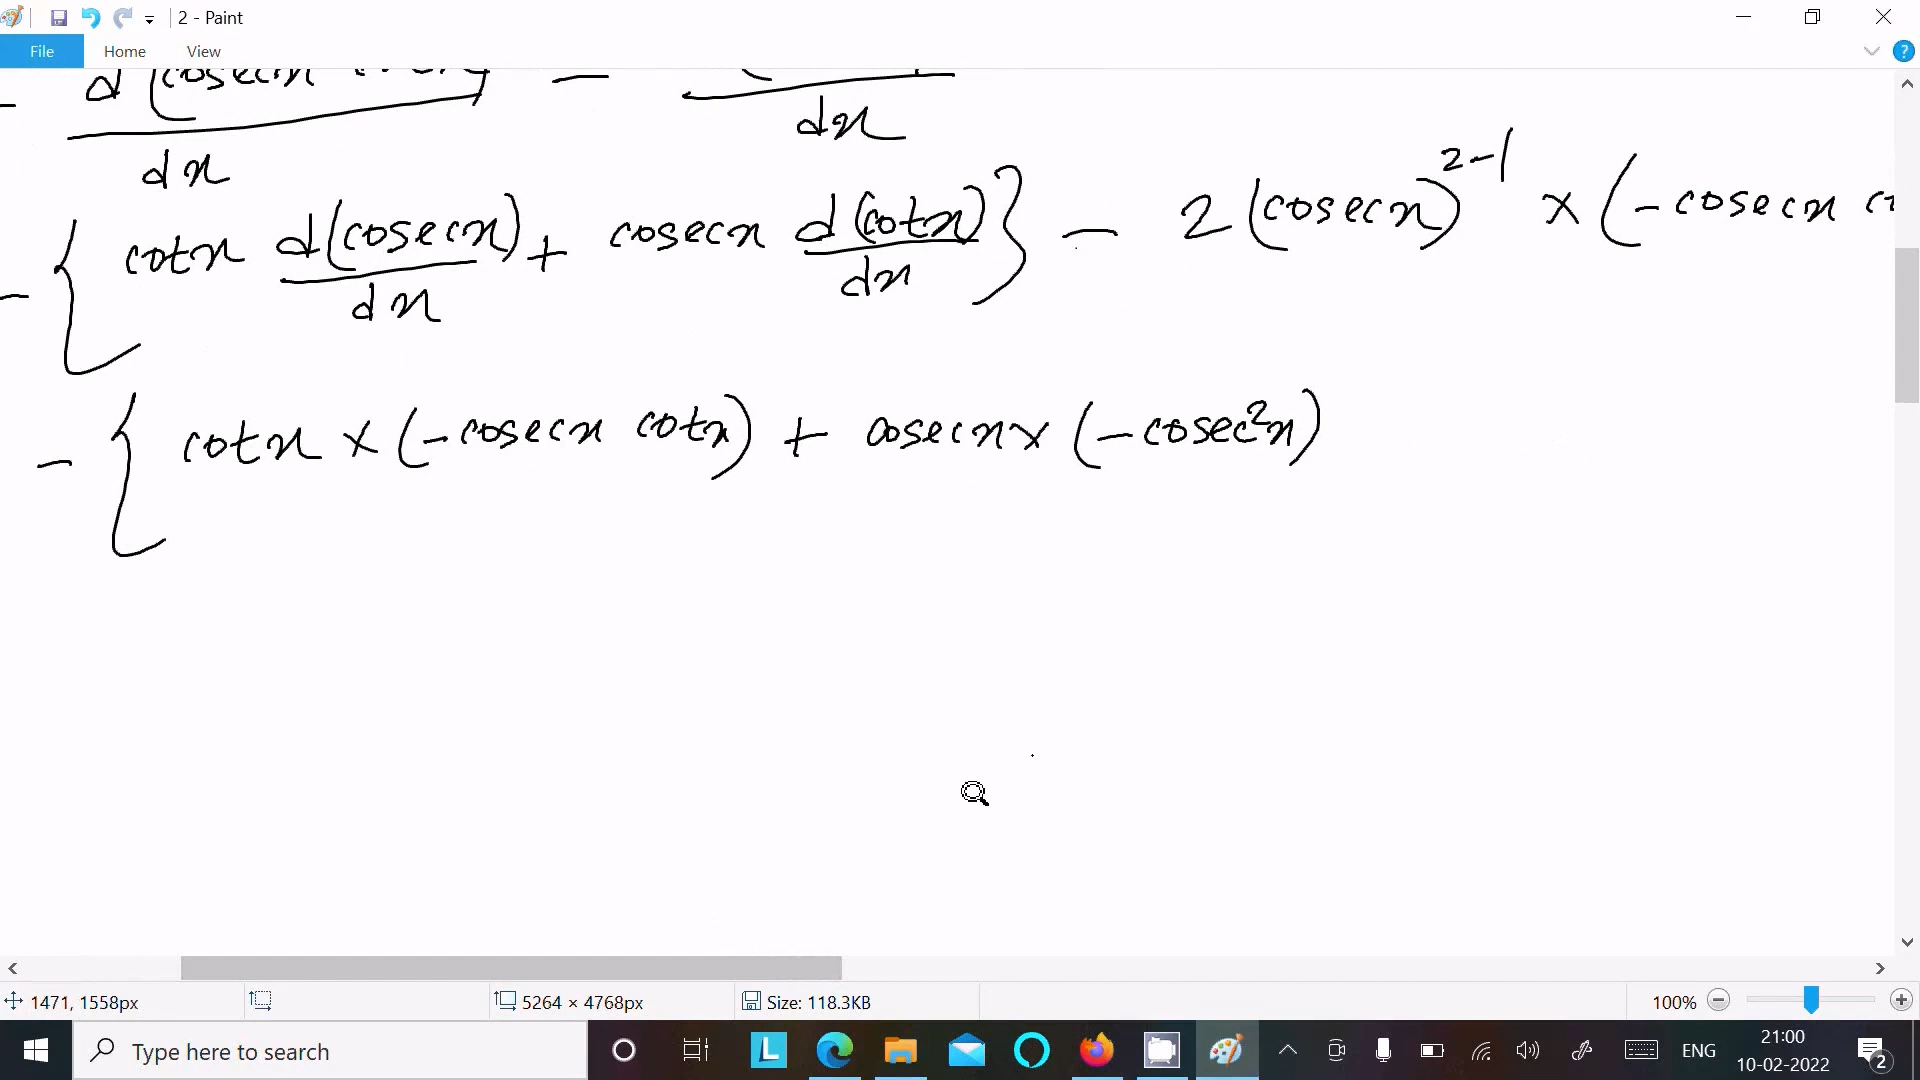 2 - Paint
File Home View
d (cosecx
dx dx
- { cotx d(cosecx)/dx + cosecx d(cotx)/dx } - 2 (cosecx)^2-1 × (-cosecx
- { cotx × (-cosecx cotx) + cosecx × (-cosec²x)
1471, 1558px 5264 × 4768px Size: 118.3KB 100%
Type here to search L ENG 21:00
10-02-2022 2